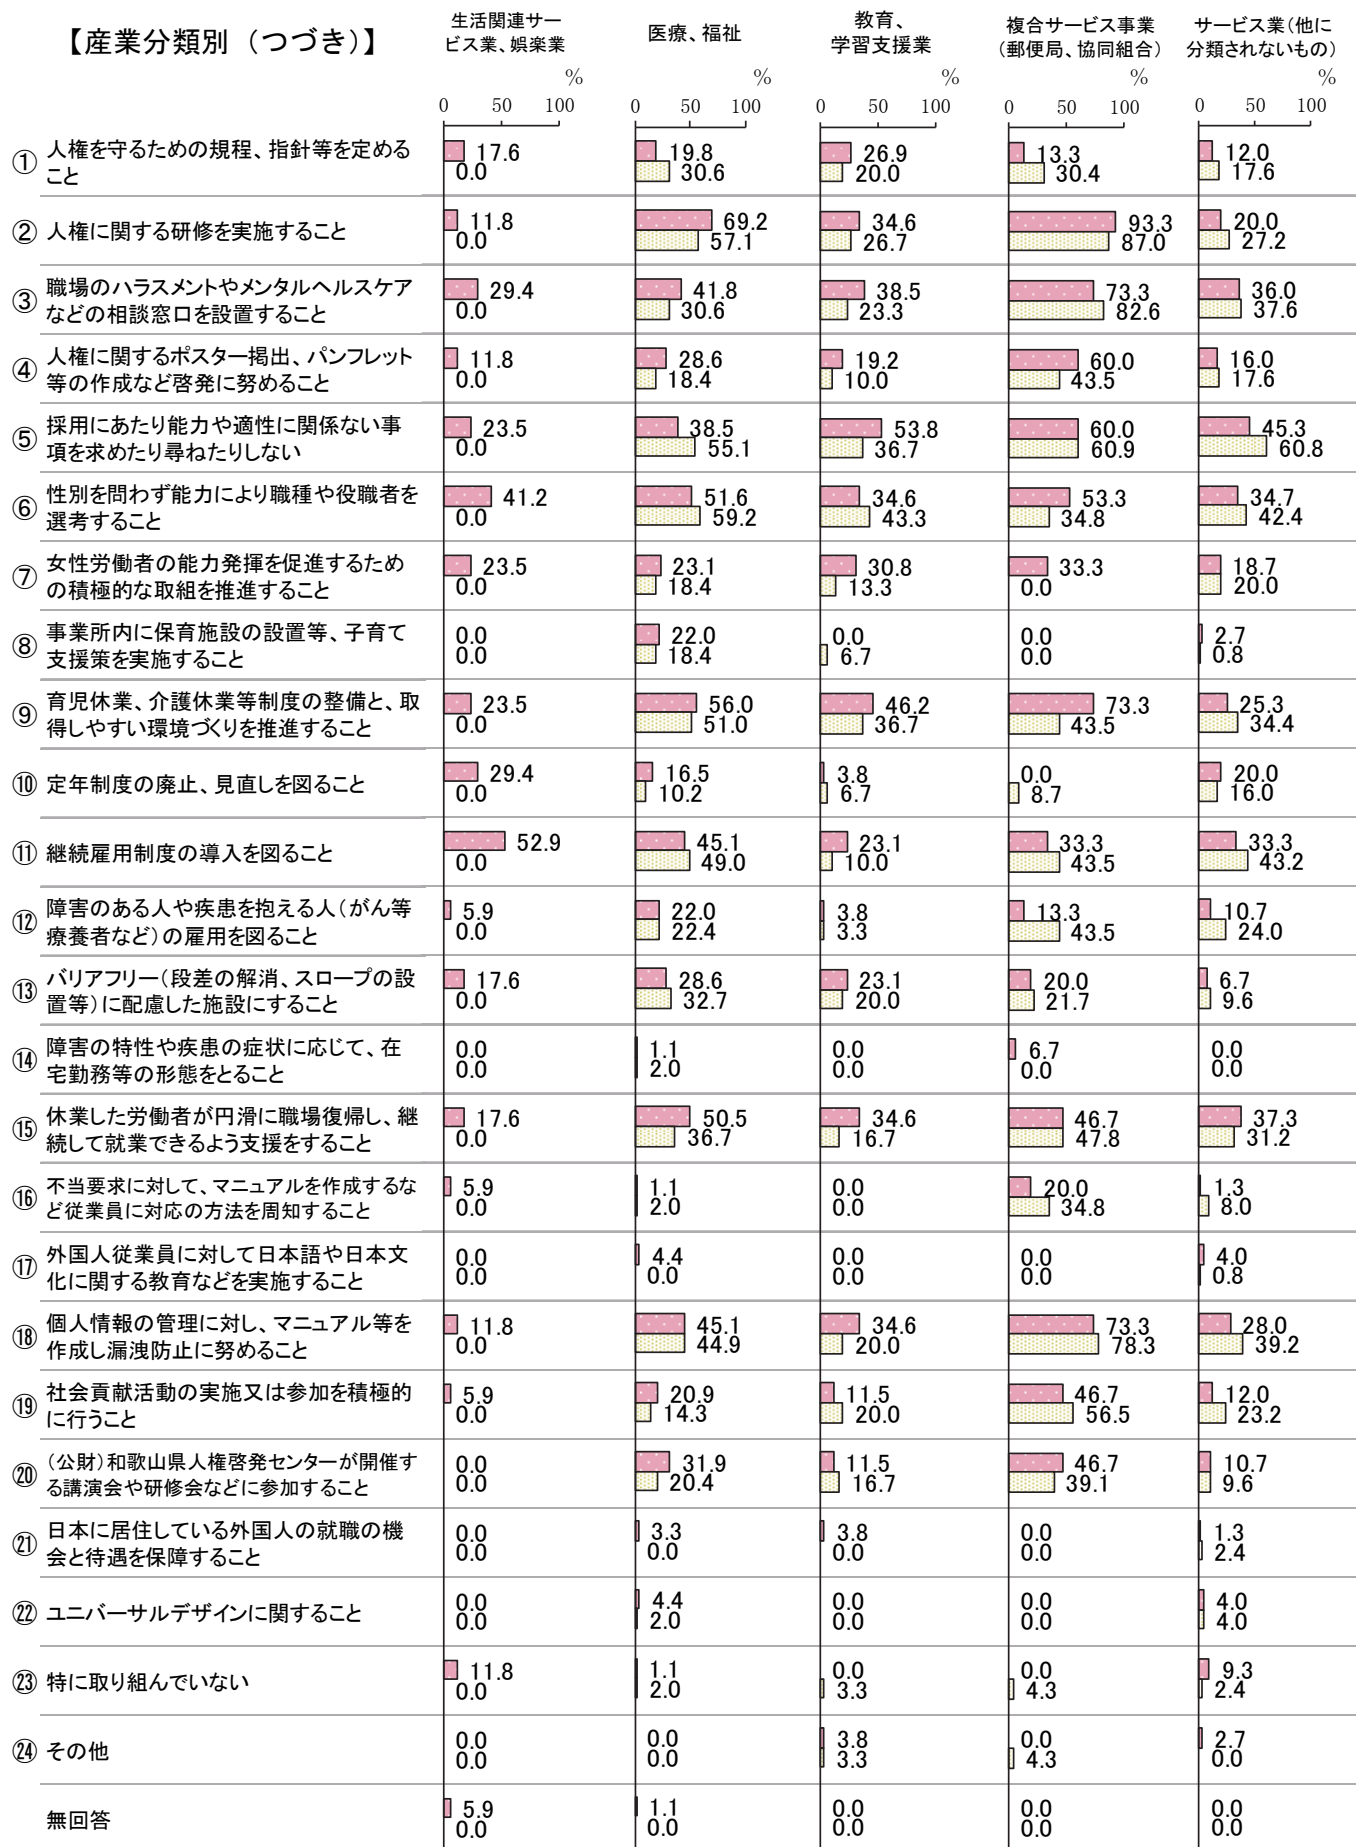 【産業分類別（つづき）】
生活関連サー
ビス業、娯楽業
医療、福祉
教育、
学習支援業
複合サービス事業
（郵便局、協同組合）
サービス業（他に
分類されないもの）
% % % % %
0 50 100 0 50 100 0 50 100 0 50 100 0 50 100
① 人権を守るための規程、指針等を定める
こと
17.6 19.8 26.9 13.3 12.0
0.0 30.6 20.0 30.4 17.6
② 人権に関する研修を実施すること
11.8 69.2 34.6 93.3 20.0
0.0 57.1 26.7 87.0 27.2
③ 職場のハラスメントやメンタルヘルスケア
などの相談窓口を設置すること
29.4 41.8 38.5 73.3 36.0
0.0 30.6 23.3 82.6 37.6
④ 人権に関するポスター掲出、パンフレット
等の作成など啓発に努めること
11.8 28.6 19.2 60.0 16.0
0.0 18.4 10.0 43.5 17.6
⑤ 採用にあたり能力や適性に関係ない事
項を求めたり尋ねたりしない
23.5 38.5 53.8 60.0 45.3
0.0 55.1 36.7 60.9 60.8
⑥ 性別を問わず能力により職種や役職者を
選考すること
41.2 51.6 34.6 53.3 34.7
0.0 59.2 43.3 34.8 42.4
⑦ 女性労働者の能力発揮を促進するため
の積極的な取組を推進すること
23.5 23.1 30.8 33.3 18.7
0.0 18.4 13.3 0.0 20.0
⑧ 事業所内に保育施設の設置等、子育て
支援策を実施すること
0.0 22.0 0.0 0.0 2.7
0.0 18.4 6.7 0.0 0.8
⑨ 育児休業、介護休業等制度の整備と、取
得しやすい環境づくりを推進すること
23.5 56.0 46.2 73.3 25.3
0.0 51.0 36.7 43.5 34.4
⑩ 定年制度の廃止、見直しを図ること
29.4 16.5 3.8 0.0 20.0
0.0 10.2 6.7 8.7 16.0
⑪ 継続雇用制度の導入を図ること
52.9 45.1 23.1 33.3 33.3
0.0 49.0 10.0 43.5 43.2
⑫ 障害のある人や疾患を抱える人（がん等
療養者など）の雇用を図ること
5.9 22.0 3.8 13.3 10.7
0.0 22.4 3.3 43.5 24.0
⑬ バリアフリー（段差の解消、スロープの設
置等）に配慮した施設にすること
17.6 28.6 23.1 20.0 6.7
0.0 32.7 20.0 21.7 9.6
⑭ 障害の特性や疾患の症状に応じて、在
宅勤務等の形態をとること
0.0 1.1 0.0 6.7 0.0
0.0 2.0 0.0 0.0 0.0
⑮ 休業した労働者が円滑に職場復帰し、継
続して就業できるよう支援をすること
17.6 50.5 34.6 46.7 37.3
0.0 36.7 16.7 47.8 31.2
⑯ 不当要求に対して、マニュアルを作成するな
ど従業員に対応の方法を周知すること
5.9 1.1 0.0 20.0 1.3
0.0 2.0 0.0 34.8 8.0
⑰ 外国人従業員に対して日本語や日本文
化に関する教育などを実施すること
0.0 4.4 0.0 0.0 4.0
0.0 0.0 0.0 0.0 0.8
⑱ 個人情報の管理に対し、マニュアル等を
作成し漏洩防止に努めること
11.8 45.1 34.6 73.3 28.0
0.0 44.9 20.0 78.3 39.2
⑲ 社会貢献活動の実施又は参加を積極的
に行うこと
5.9 20.9 11.5 46.7 12.0
0.0 14.3 20.0 56.5 23.2
⑳ （公財）和歌山県人権啓発センターが開催す
る講演会や研修会などに参加すること
0.0 31.9 11.5 46.7 10.7
0.0 20.4 16.7 39.1 9.6
㉑ 日本に居住している外国人の就職の機
会と待遇を保障すること
0.0 3.3 3.8 0.0 1.3
0.0 0.0 0.0 0.0 2.4
㉒ ユニバーサルデザインに関すること
0.0 4.4 0.0 0.0 4.0
0.0 2.0 0.0 0.0 4.0
㉓ 特に取り組んでいない
11.8 1.1 0.0 0.0 9.3
0.0 2.0 3.3 4.3 2.4
㉔ その他
0.0 0.0 3.8 0.0 2.7
0.0 0.0 3.3 4.3 0.0
無回答
5.9 1.1 0.0 0.0 0.0
0.0 0.0 0.0 0.0 0.0